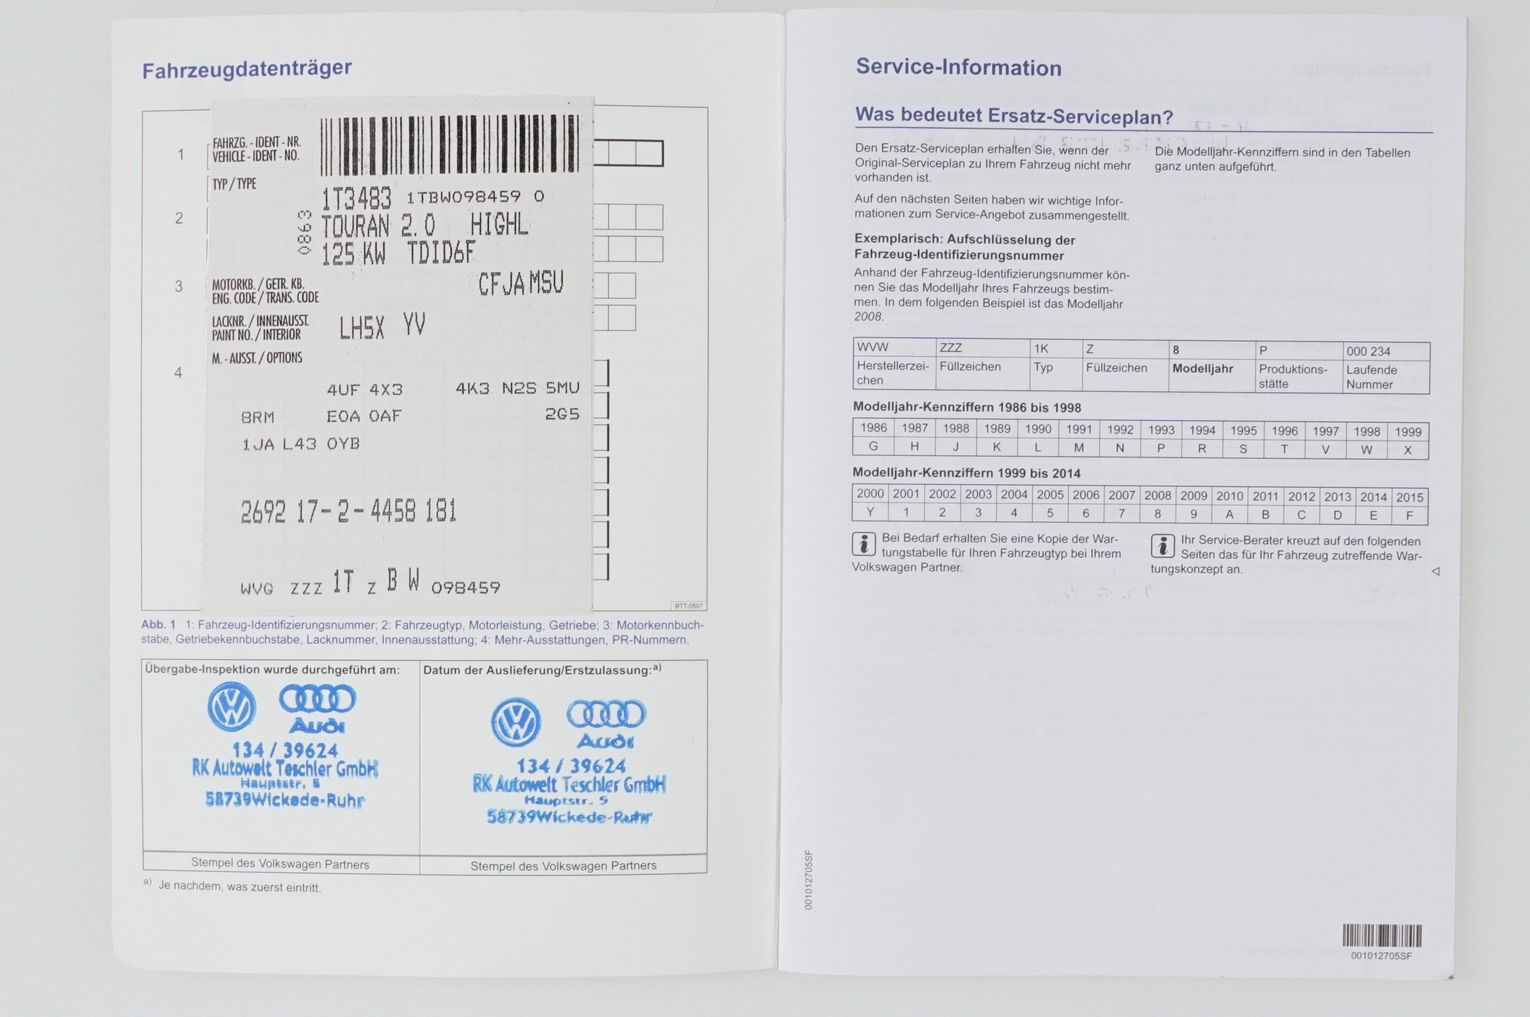 Fahrzeugdatenträger
1
FAHRZG.-IDENT-NR.
VEHICLE-IDENT-NO.
TYP/TYPE
1T3483 1TBW098459 0
2
0863
TOURAN 2.0 HIGHL
125 KW TDID6F
3
MOTORKB./GETR. KB.
ENG. CODE/TRANS. CODE
CFJAMSU
LACKNR./INNENAUSST.
PAINT NO./INTERIOR
LH5X YV
M.-AUSST./OPTIONS
4
4UF 4X3 4K3 N2S 5MU
8RM E0A 0AF 2G5
1JA L43 0YB
2692 17-2-4458 181
WVG ZZZ 1T Z B W 098459
BTT-0507
Abb. 1 1: Fahrzeug-Identifizierungsnummer; 2: Fahrzeugtyp, Motorleistung, Getriebe; 3: Motorkennbuch-
stabe, Getriebekennbuchstabe, Lacknummer, Innenausstattung; 4: Mehr-Ausstattungen, PR-Nummern.
Übergabe-Inspektion wurde durchgeführt am:
Audi
134 / 39624
RK Autowelt Teschler GmbH
Hauptstr. 5
58739Wickede-Ruhr
Stempel des Volkswagen Partners
Datum der Auslieferung/Erstzulassung:a)
Audi
134 / 39624
RK Autowelt Teschler GmbH
Hauptstr. 5
58739Wickede-Ruhr
Stempel des Volkswagen Partners
a) Je nachdem, was zuerst eintritt.
Service-Information
Was bedeutet Ersatz-Serviceplan?
Den Ersatz-Serviceplan erhalten Sie, wenn der
Original-Serviceplan zu Ihrem Fahrzeug nicht mehr
vorhanden ist.
Auf den nächsten Seiten haben wir wichtige Infor-
mationen zum Service-Angebot zusammengestellt.
Exemplarisch: Aufschlüsselung der
Fahrzeug-Identifizierungsnummer
Anhand der Fahrzeug-Identifizierungsnummer kön-
nen Sie das Modelljahr Ihres Fahrzeugs bestim-
men. In dem folgenden Beispiel ist das Modelljahr
2008.
Die Modelljahr-Kennziffern sind in den Tabellen
ganz unten aufgeführt.
WVW ZZZ 1K Z 8 P 000 234
Herstellerzei- Füllzeichen Typ Füllzeichen Modelljahr Produktions- Laufende
chen stätte Nummer
Modelljahr-Kennziffern 1986 bis 1998
1986 1987 1988 1989 1990 1991 1992 1993 1994 1995 1996 1997 1998 1999
G H J K L M N P R S T V W X
Modelljahr-Kennziffern 1999 bis 2014
2000 2001 2002 2003 2004 2005 2006 2007 2008 2009 2010 2011 2012 2013 2014 2015
Y 1 2 3 4 5 6 7 8 9 A B C D E F
Bei Bedarf erhalten Sie eine Kopie der War-
tungstabelle für Ihren Fahrzeugtyp bei Ihrem
Volkswagen Partner.
Ihr Service-Berater kreuzt auf den folgenden
Seiten das für Ihr Fahrzeug zutreffende War-
tungskonzept an.
001012705SF
001012705SF